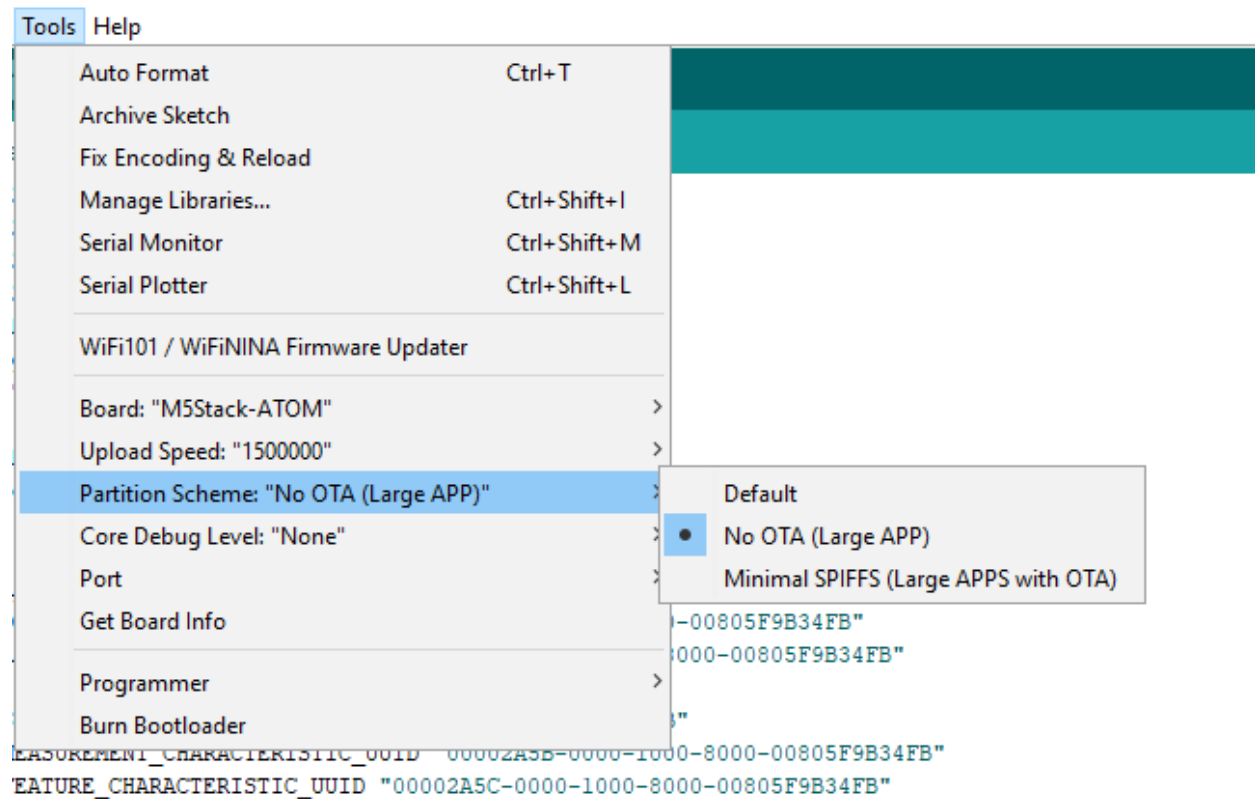 Tools Help
Auto Format Ctrl+T
Archive Sketch
Fix Encoding & Reload
Manage Libraries... Ctrl+Shift+I
Serial Monitor Ctrl+Shift+M
Serial Plotter Ctrl+Shift+L
WiFi101 / WiFiNINA Firmware Updater
Board: "M5Stack-ATOM"
Upload Speed: "1500000"
Partition Scheme: "No OTA (Large APP)"
Default
Core Debug Level: "None"
No OTA (Large APP)
Port
Minimal SPIFFS (Large APPS with OTA)
Get Board Info
-00805F9B34FB"
000-00805F9B34FB"
Programmer
Burn Bootloader
EASUREMENT_CHARACTERISTIC_UUID "00002A5B-0000-1000-8000-00805F9B34FB"
EATURE_CHARACTERISTIC_UUID "00002A5C-0000-1000-8000-00805F9B34FB"